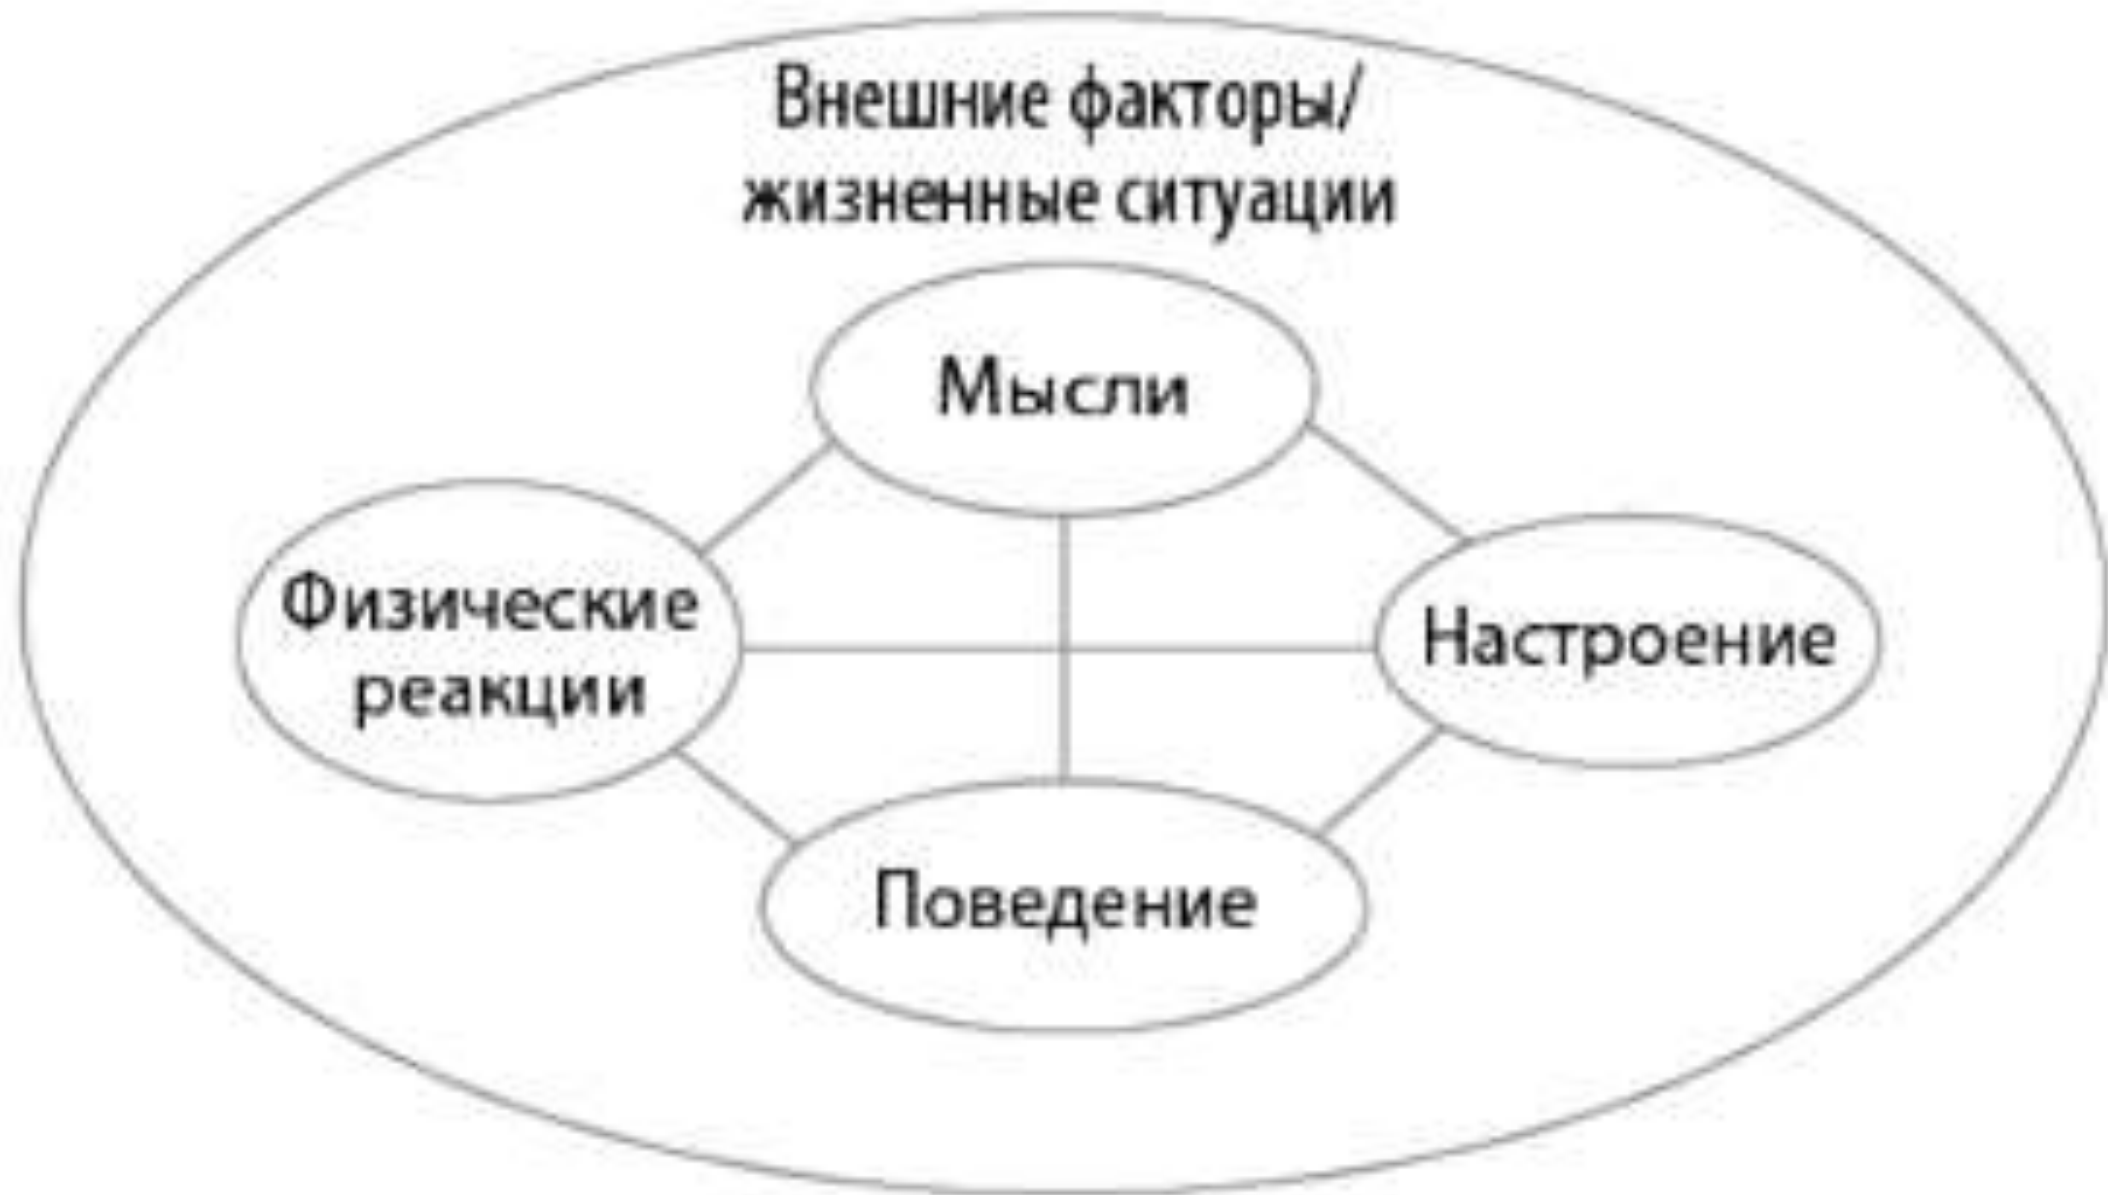 Внешние факторы/
жизненные ситуации
Мысли
Физические
реакции
Настроение
Поведение